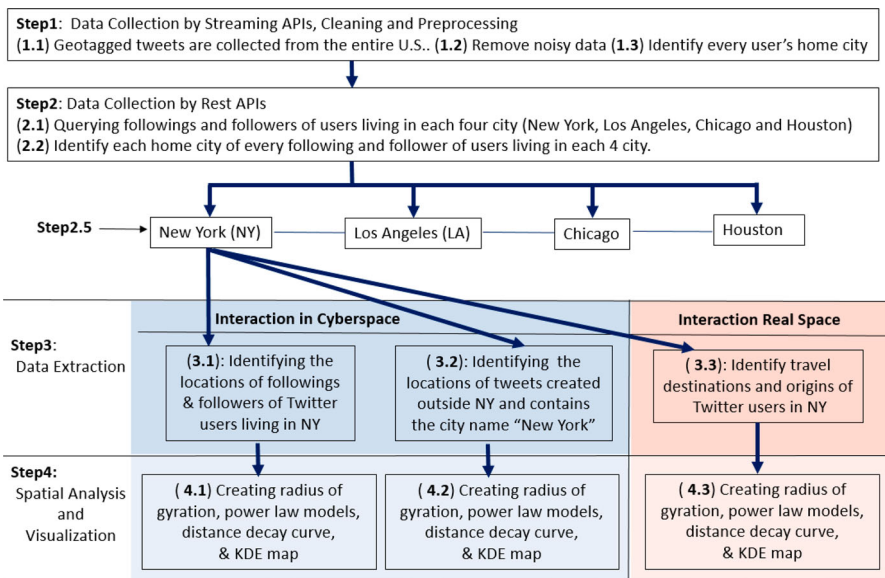 Step1: Data Collection by Streaming APIs, Cleaning and Preprocessing
(1.1) Geotagged tweets are collected from the entire U.S.. (1.2) Remove noisy data (1.3) Identify every user's home city
Step2: Data Collection by Rest APIs
(2.1) Querying followings and followers of users living in each four city (New York, Los Angeles, Chicago and Houston)
(2.2) Identify each home city of every following and follower of users living in each 4 city.
Step2.5
New York (NY)
Los Angeles (LA)
Chicago
Houston
Interaction in Cyberspace
Interaction Real Space
Step3:
Data Extraction
(3.1): Identifying the
locations of followings
& followers of Twitter
users living in NY
( 3.2): Identifying the
locations of tweets created
outside NY and contains
the city name "New York"
( 3.3): Identify travel
destinations and origins of
Twitter users in NY
Step4:
Spatial Analysis
and
Visualization
( 4.1) Creating radius of
gyration, power law models,
distance decay curve,
& KDE map
( 4.2) Creating radius of
gyration, power law models,
distance decay curve,
& KDE map
( 4.3) Creating radius of
gyration, power law models,
distance decay curve,
& KDE map